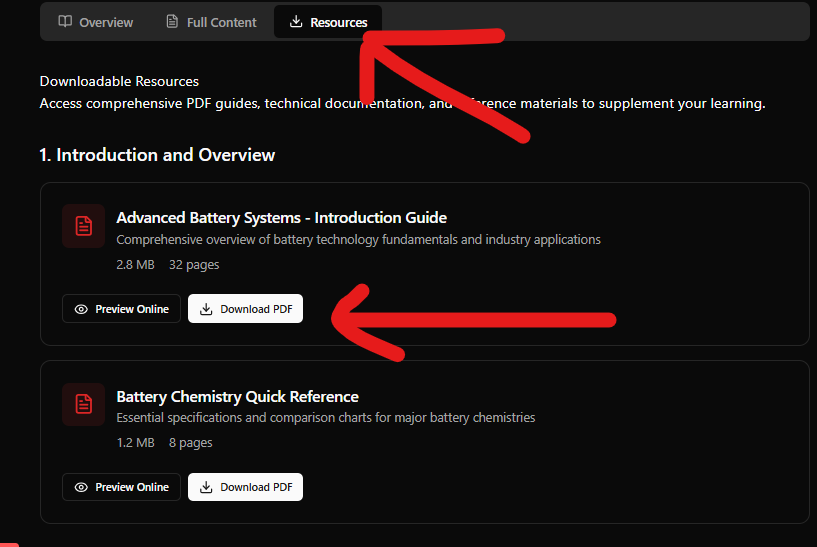 Overview
Full Content
Resources
Downloadable Resources
Access comprehensive PDF guides, technical documentation, and reference materials to supplement your learning.
1. Introduction and Overview
Advanced Battery Systems - Introduction Guide
Comprehensive overview of battery technology fundamentals and industry applications
2.8 MB 32 pages
Preview Online
Download PDF
Battery Chemistry Quick Reference
Essential specifications and comparison charts for major battery chemistries
1.2 MB 8 pages
Preview Online
Download PDF